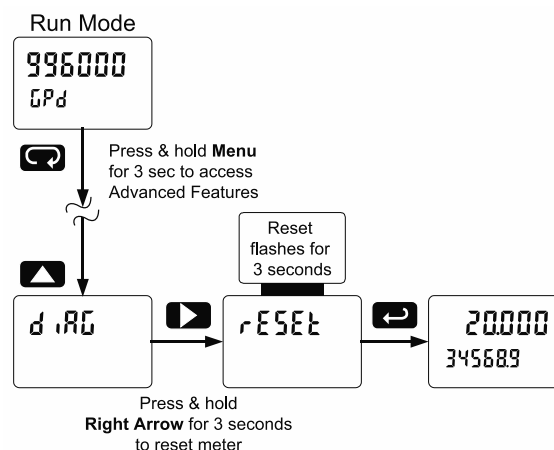 Run Mode
996000
GPd
Press & hold Menu
for 3 sec to access
Advanced Features
Reset
flashes for
3 seconds
diAG
rESEt
20.000
34568.9
Press & hold
Right Arrow for 3 seconds
to reset meter